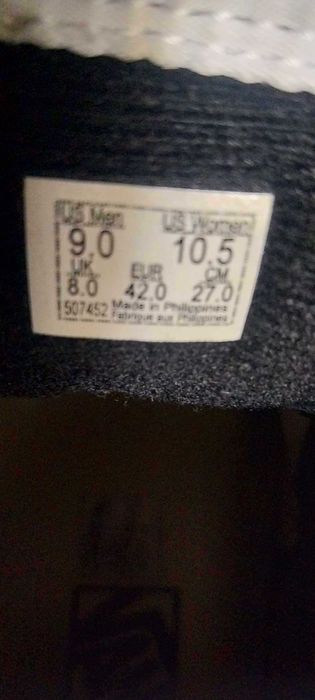 US Men US Women
9.0 10.5
UK EUR CM
8.0 42.0 27.0
507452 Made in Philippines
Fabriqué aux Philippines